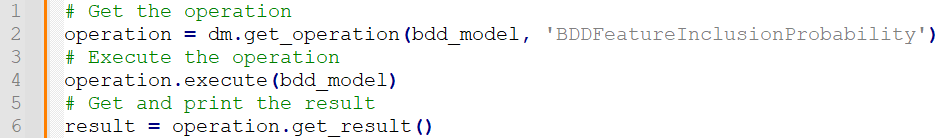 1 # Get the operation
2 operation = dm.get_operation(bdd_model, 'BDDFeatureInclusionProbability')
3 # Execute the operation
4 operation.execute(bdd_model)
5 # Get and print the result
6 result = operation.get_result()